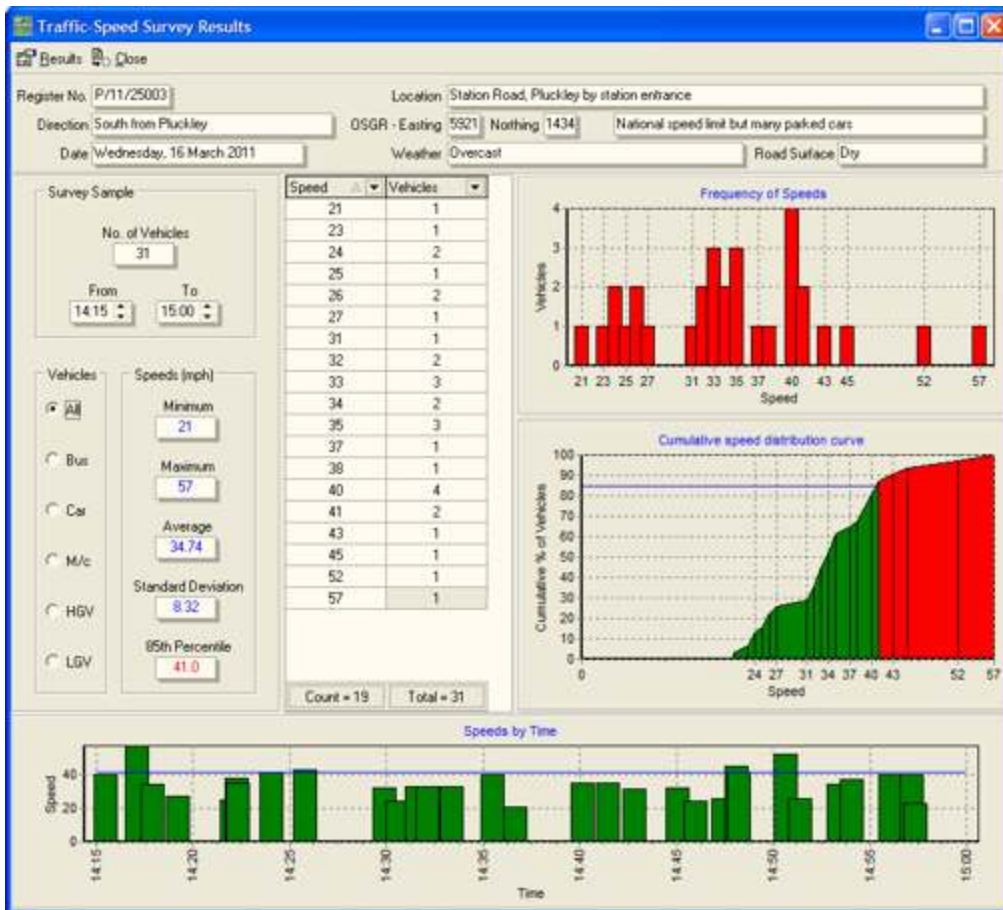 Traffic-Speed Survey Results
Results Close
Register No. P/11/25003 Location Station Road, Pluckley by station entrance
Direction South from Pluckley OSGR - Easting 5921 Northing 1434 National speed limit but many parked cars
Date Wednesday, 16 March 2011 Weather Overcast Road Surface Dry
Survey Sample
No. of Vehicles
31
From To
14:15 15:00
Vehicles
All
Bus
Car
M/c
HGV
LGV
Speeds (mph)
Minimum
21
Maximum
57
Average
34.74
Standard Deviation
8.32
85th Percentile
41.0
Speed Vehicles
21 1
23 1
24 2
25 1
26 2
27 1
31 1
32 2
33 3
34 2
35 3
37 1
38 1
40 4
41 2
43 1
45 1
52 1
57 1
Count = 19 Total = 31
Frequency of Speeds
Vehicles
4
3
2
1
0
21 23 25 27 31 33 35 37 40 43 45 52 57
Speed
Cumulative speed distribution curve
Cumulative % of Vehicles
100
90
80
70
60
50
40
30
20
10
0
0 24 27 31 34 37 40 43 52 57
Speed
Speeds by Time
Speed
40
20
0
14:15 14:20 14:25 14:30 14:35 14:40 14:45 14:50 14:55 15:00
Time